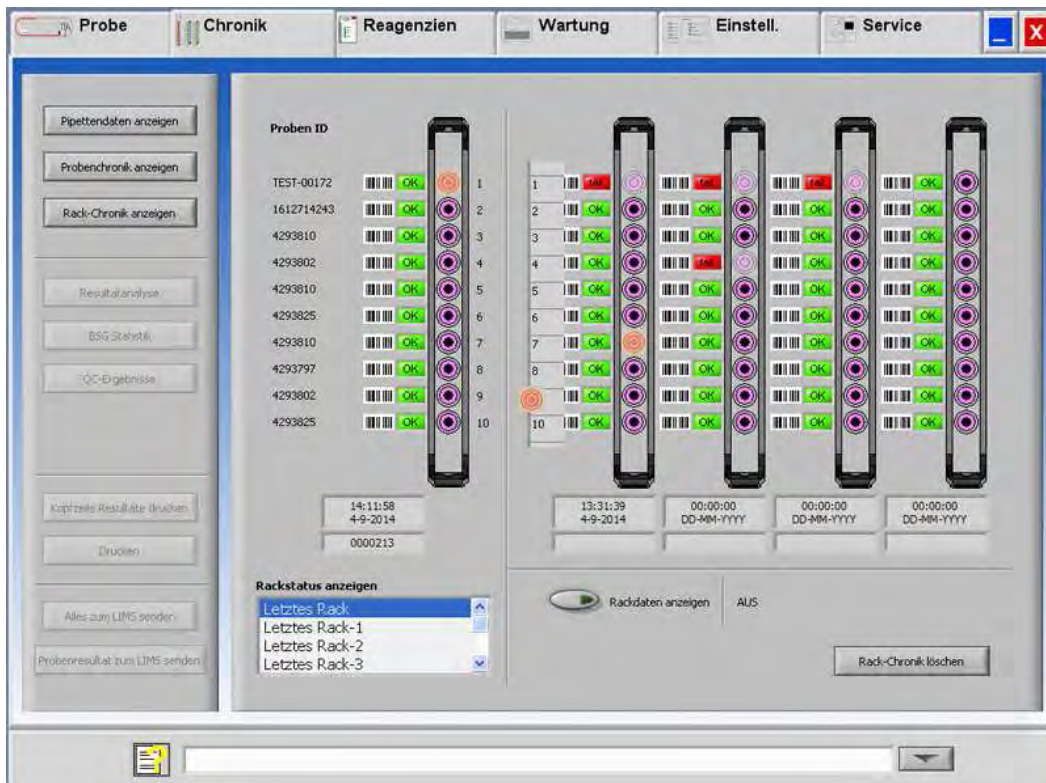 Probe Chronik Reagenzien Wartung Einstell. Service X
Pipettendaten anzeigen
Probenchronik anzeigen
Rack-Chronik anzeigen
Resultatanalyse
BSG Statistik
QC-Ergebnisse
Kopfzeile Resultate drucken
Drucken
Alles zum LIMS senden
Probenresultat zum LIMS senden
Proben ID
TEST-00172 OK 1 1 fail fail fail OK
1612714243 OK 2 2 OK OK OK OK
4293810 OK 3 3 OK OK OK OK
4293802 OK 4 4 OK fail OK OK
4293810 OK 5 5 OK OK OK OK
4293825 OK 6 6 OK OK OK OK
4293810 OK 7 7 OK OK OK OK
4293797 OK 8 8 OK OK OK OK
4293802 OK 9 OK OK OK OK
4293825 OK 10 10 OK OK OK OK
14:11:58 13:31:39 00:00:00 00:00:00 00:00:00
4-9-2014 4-9-2014 DD-MM-YYYY DD-MM-YYYY DD-MM-YYYY
0000213
Rackstatus anzeigen
Letztes Rack
Letztes Rack-1
Letztes Rack-2
Letztes Rack-3
Rackdaten anzeigen AUS
Rack-Chronik löschen